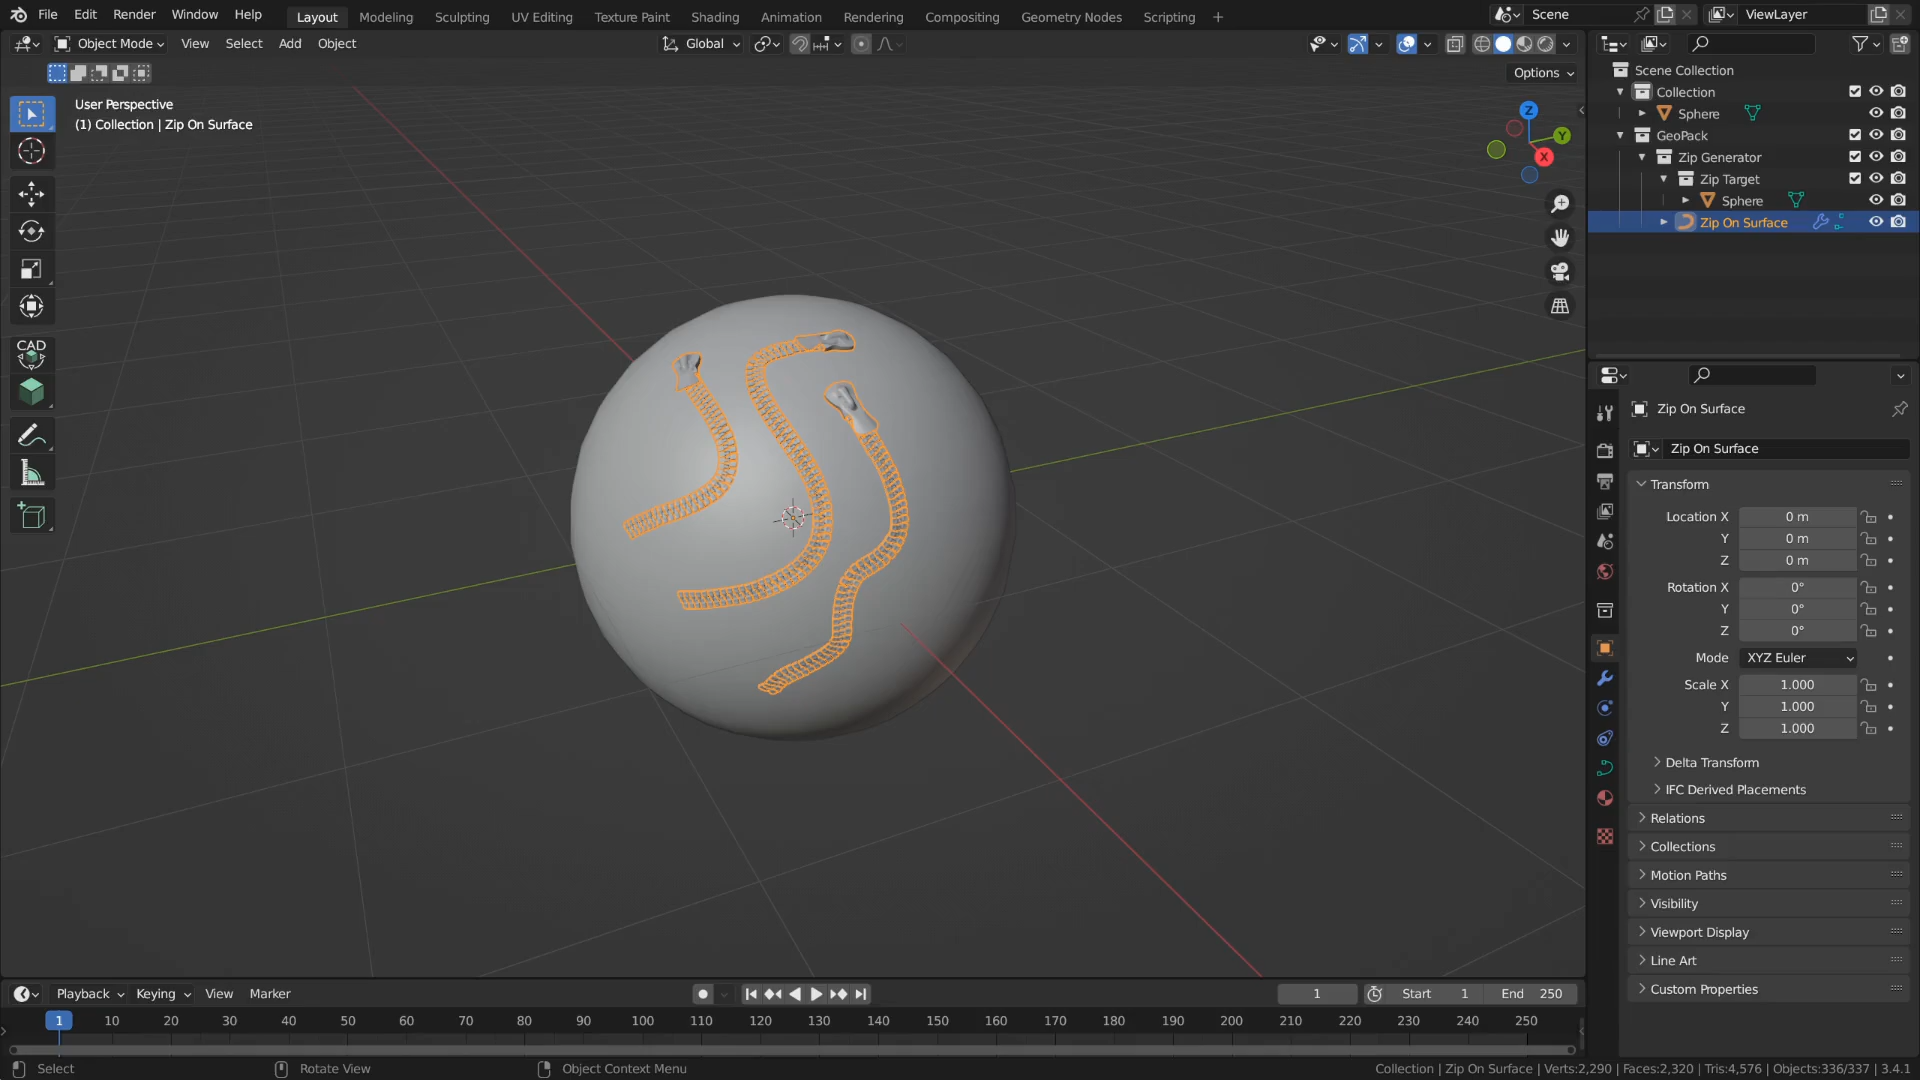 File Edit Render Window Help
Layout Modeling Sculpting UV Editing Texture Paint Shading Animation Rendering Compositing Geometry Nodes Scripting +
Scene
ViewLayer
Object Mode View Select Add Object
Global
Options
User Perspective
(1) Collection | Zip On Surface
Z
Y
X
CAD
Scene Collection
Collection
Sphere
GeoPack
Zip Generator
Zip Target
Sphere
Zip On Surface
Zip On Surface
Zip On Surface
Transform
Location X 0 m
Y 0 m
Z 0 m
Rotation X 0°
Y 0°
Z 0°
Mode XYZ Euler
Scale X 1.000
Y 1.000
Z 1.000
Delta Transform
IFC Derived Placements
Relations
Collections
Motion Paths
Visibility
Viewport Display
Line Art
Custom Properties
Playback Keying View Marker
1 Start 1 End 250
1 10 20 30 40 50 60 70 80 90 100 110 120 130 140 150 160 170 180 190 200 210 220 230 240 250
Select Rotate View Object Context Menu
Collection | Zip On Surface | Verts:2,290 | Faces:2,320 | Tris:4,576 | Objects:336/337 | 3.4.1